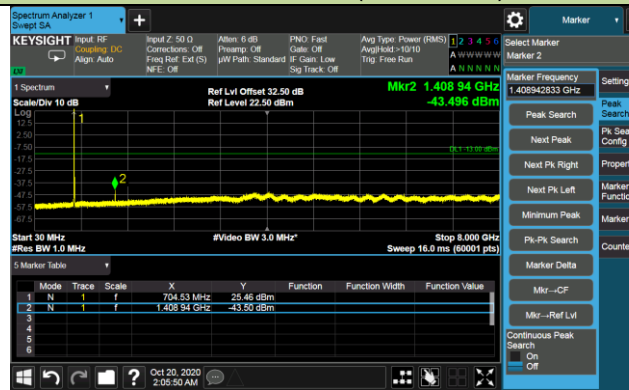 Spectrum Analyzer 1
Swept SA
+
Marker
KEYSIGHT
Input: RF
Coupling: DC
Align: Auto
Input Z: 50 Ω
Corrections: Off
Freq Ref: Ext (S)
NFE: Off
Atten: 6 dB
Preamp: Off
µW Path: Standard
PNO: Fast
Gate: Off
IF Gain: Low
Sig Track: Off
Avg Type: Power (RMS)
Avg|Hold:>10/10
Trig: Free Run
1 2 3 4 5 6
A W W W W W
A N N N N N
Select Marker
Marker 2
1 Spectrum
Scale/Div 10 dB
Ref Lvl Offset 32.50 dB
Ref Level 22.50 dBm
Mkr2 1.408 94 GHz
-43.496 dBm
Log
12.5
2.50
-7.50
-17.5
-27.5
-37.5
-47.5
-57.5
-67.5
1
2
DL1 -13.00 dBm
Start 30 MHz
#Res BW 1.0 MHz
#Video BW 3.0 MHz*
Stop 8.000 GHz
Sweep 16.0 ms (60001 pts)
5 Marker Table
Mode Trace Scale X Y Function Function Width Function Value
1 N 1 f 704.53 MHz 25.46 dBm
2 N 1 f 1.408 94 GHz -43.50 dBm
3
4
5
6
Marker Frequency
1.408942833 GHz
Peak Search
Next Peak
Next Pk Right
Next Pk Left
Minimum Peak
Pk-Pk Search
Marker Delta
Mkr→CF
Mkr→Ref Lvl
Continuous Peak
Search
On
Off
Setting
Peak
Search
Pk Sea
Config
Propert
Marker
Functio
Marker
Counte
?
Oct 20, 2020
2:05:50 AM